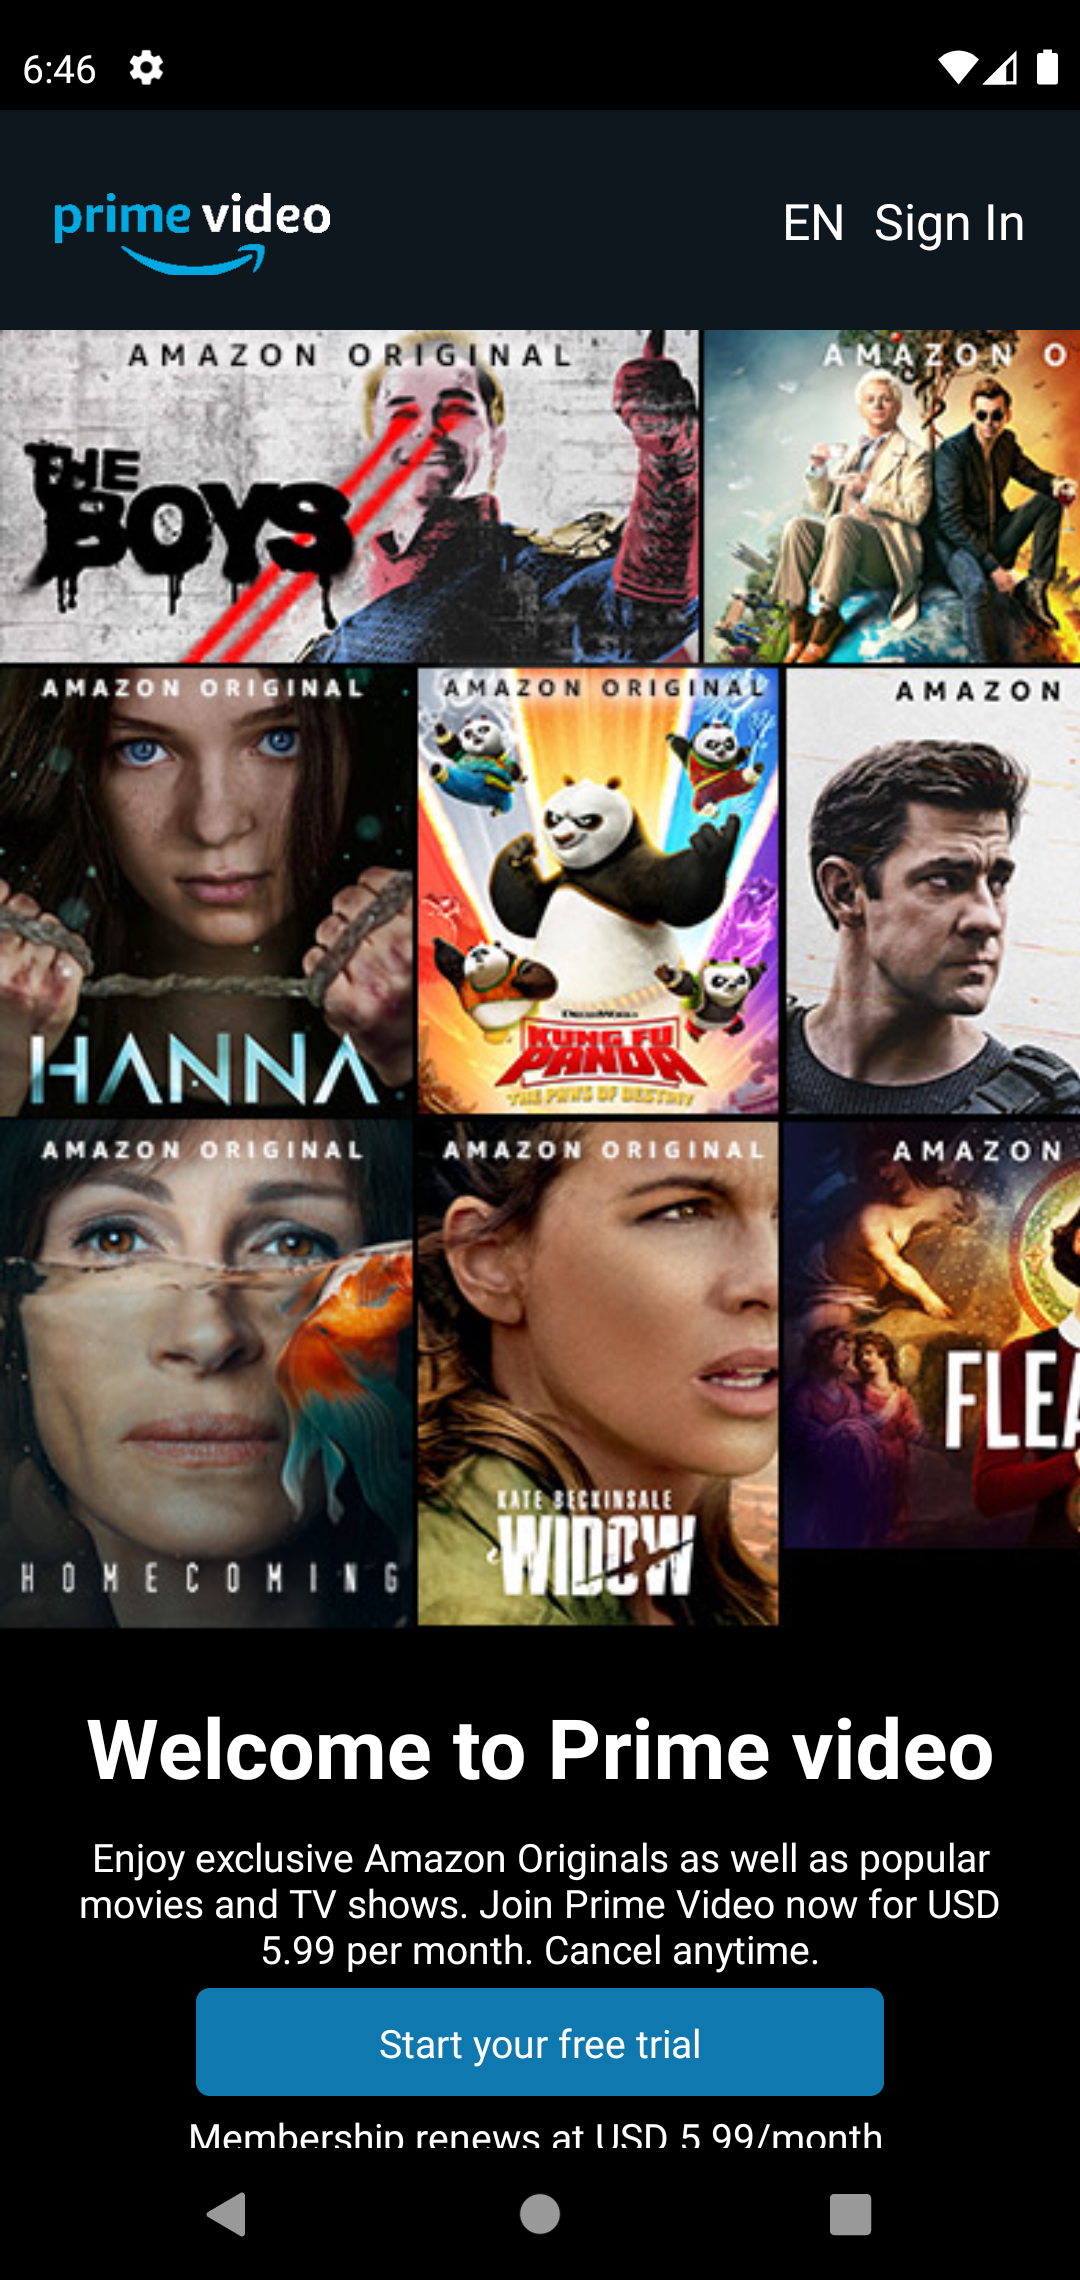 6:46
prime video
EN Sign In
AMAZON ORIGINAL
THE
BOYS
AMAZON O
AMAZON ORIGINAL
HANNA
AMAZON ORIGINAL
DREAMWORKS
KUNG FU
PANDA
THE PAWS OF DESTINY
AMAZON
AMAZON ORIGINAL
HOMECOMING
AMAZON ORIGINAL
KATE BECKINSALE
WIDOW
AMAZON
FLEA
Welcome to Prime video
Enjoy exclusive Amazon Originals as well as popular
movies and TV shows. Join Prime Video now for USD
5.99 per month. Cancel anytime.
Start your free trial
Membership renews at USD 5.99/month